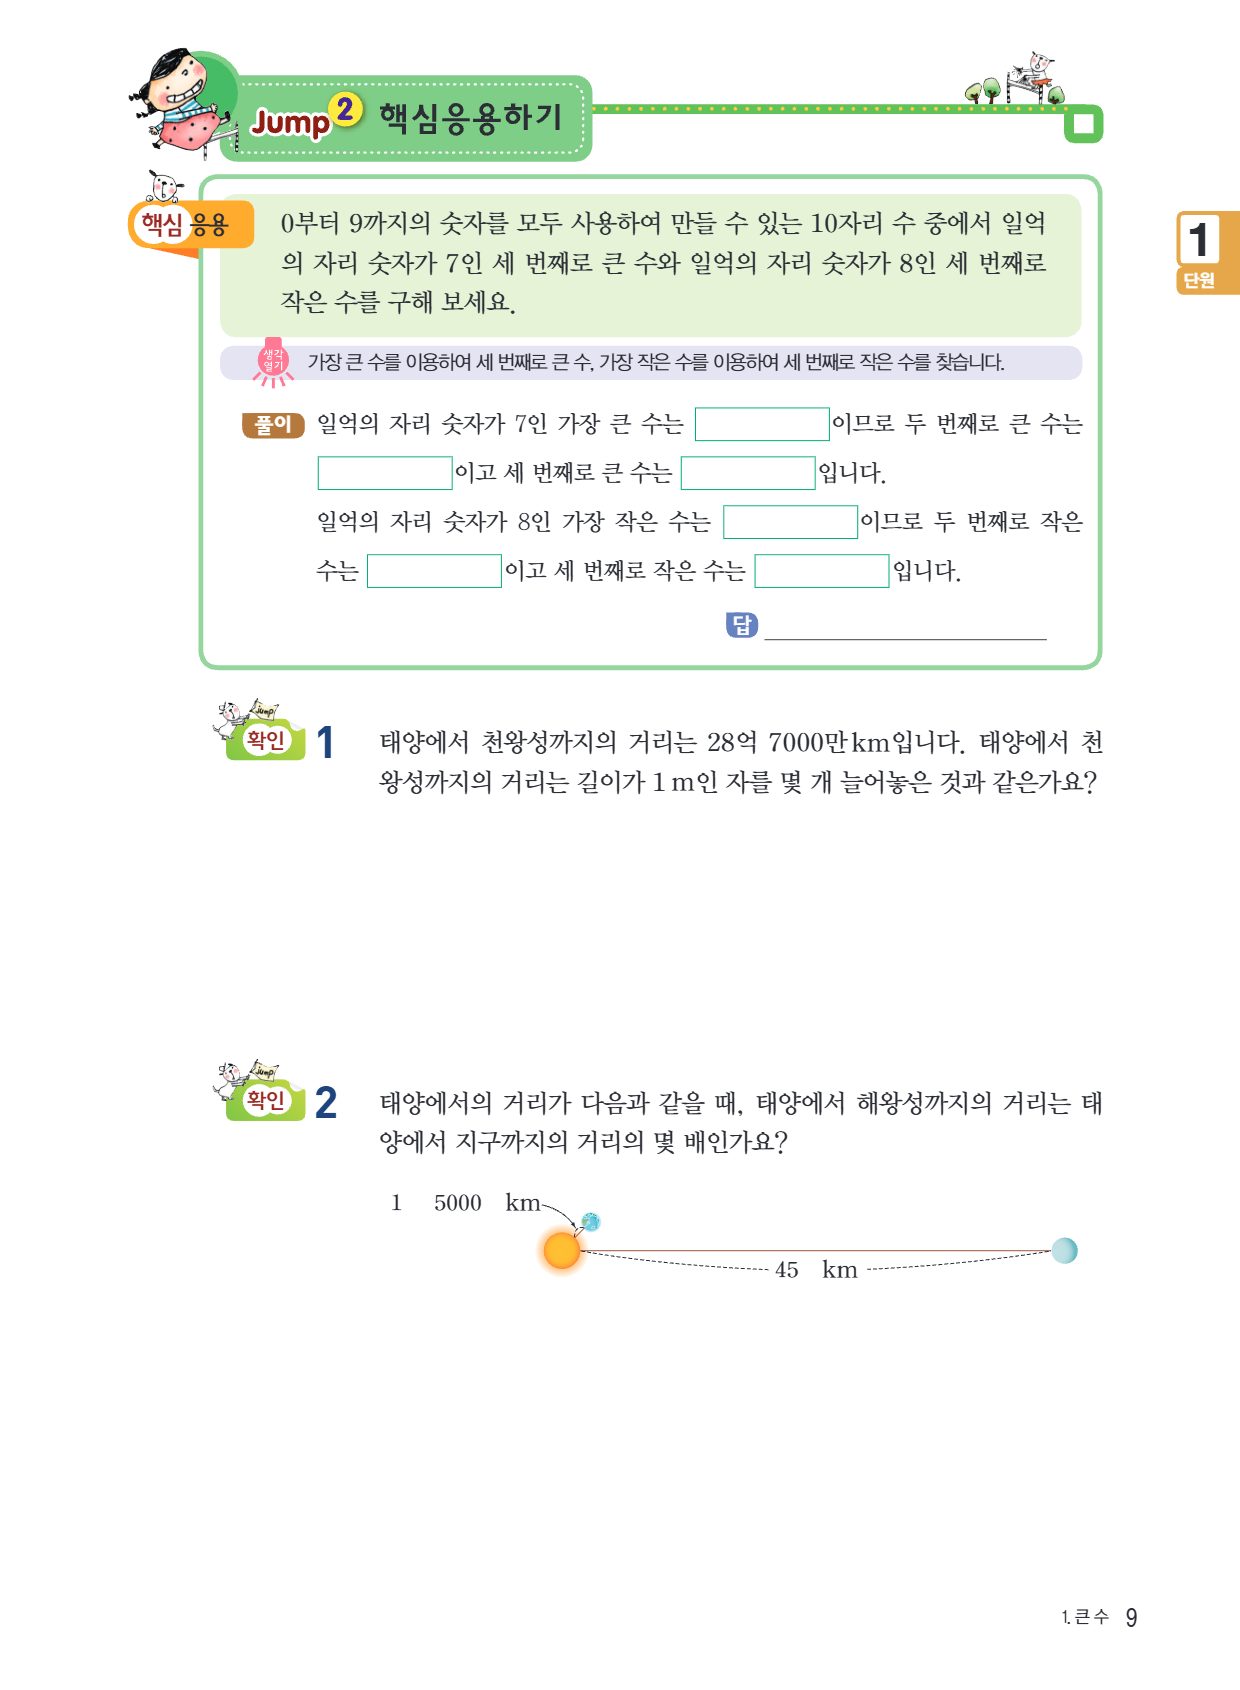 Jump 2 핵심응용하기
핵심 응용
0부터 9까지의 숫자를 모두 사용하여 만들 수 있는 10자리 수 중에서 일억
의 자리 숫자가 7인 세 번째로 큰 수와 일억의 자리 숫자가 8인 세 번째로
작은 수를 구해 보세요.
1
단원
생각
열기
가장 큰 수를 이용하여 세 번째로 큰 수, 가장 작은 수를 이용하여 세 번째로 작은 수를 찾습니다.
풀이 일억의 자리 숫자가 7인 가장 큰 수는 이므로 두 번째로 큰 수는
이고 세 번째로 큰 수는 입니다.
일억의 자리 숫자가 8인 가장 작은 수는 이므로 두 번째로 작은
수는 이고 세 번째로 작은 수는 입니다.
답
Jump
확인 1 태양에서 천왕성까지의 거리는 28억 7000만 km입니다. 태양에서 천
왕성까지의 거리는 길이가 1 m인 자를 몇 개 늘어놓은 것과 같은가요?
Jump
확인 2 태양에서의 거리가 다음과 같을 때, 태양에서 해왕성까지의 거리는 태
양에서 지구까지의 거리의 몇 배인가요?
1 5000 km
45 km
1. 큰 수 9